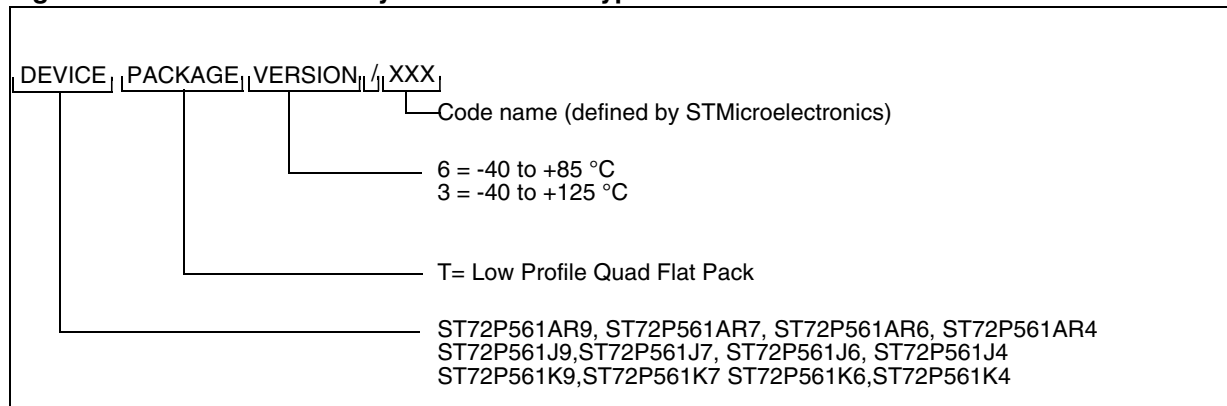 DEVICE PACKAGE VERSION / XXX
Code name (defined by STMicroelectronics)
6 = -40 to +85 °C
3 = -40 to +125 °C
T= Low Profile Quad Flat Pack
ST72P561AR9, ST72P561AR7, ST72P561AR6, ST72P561AR4
ST72P561J9,ST72P561J7, ST72P561J6, ST72P561J4
ST72P561K9,ST72P561K7 ST72P561K6,ST72P561K4